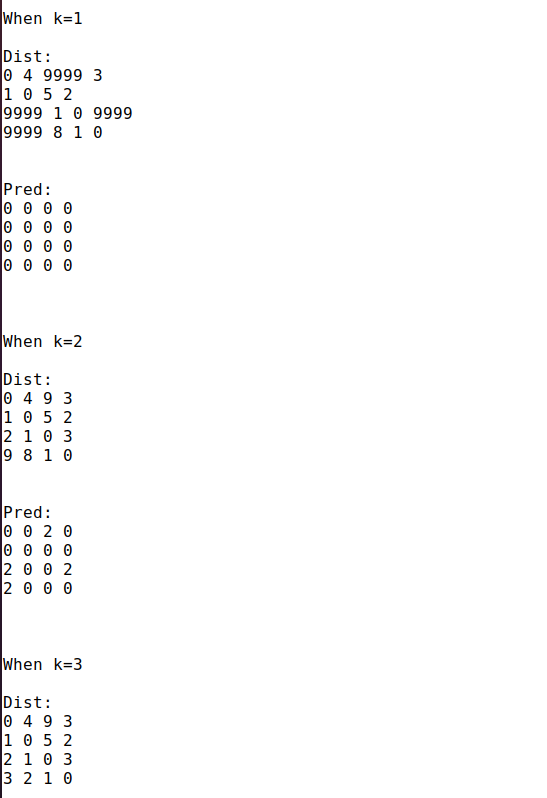 When k=1
Dist:
0 4 9999 3
1 0 5 2
9999 1 0 9999
9999 8 1 0
Pred:
0 0 0 0
0 0 0 0
0 0 0 0
0 0 0 0
When k=2
Dist:
0 4 9 3
1 0 5 2
2 1 0 3
9 8 1 0
Pred:
0 0 2 0
0 0 0 0
2 0 0 2
2 0 0 0
When k=3
Dist:
0 4 9 3
1 0 5 2
2 1 0 3
3 2 1 0